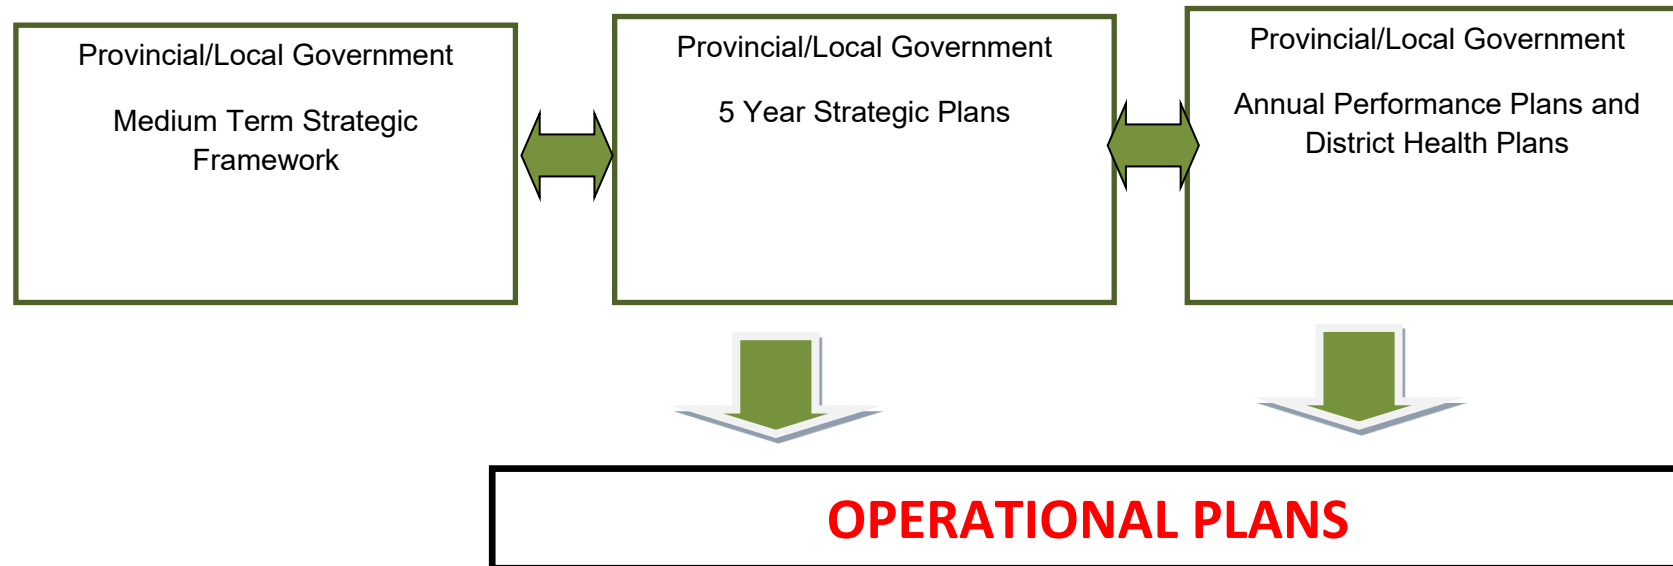 Provincial/Local Government
Medium Term Strategic
Framework
Provincial/Local Government
5 Year Strategic Plans
Provincial/Local Government
Annual Performance Plans and
District Health Plans
OPERATIONAL PLANS